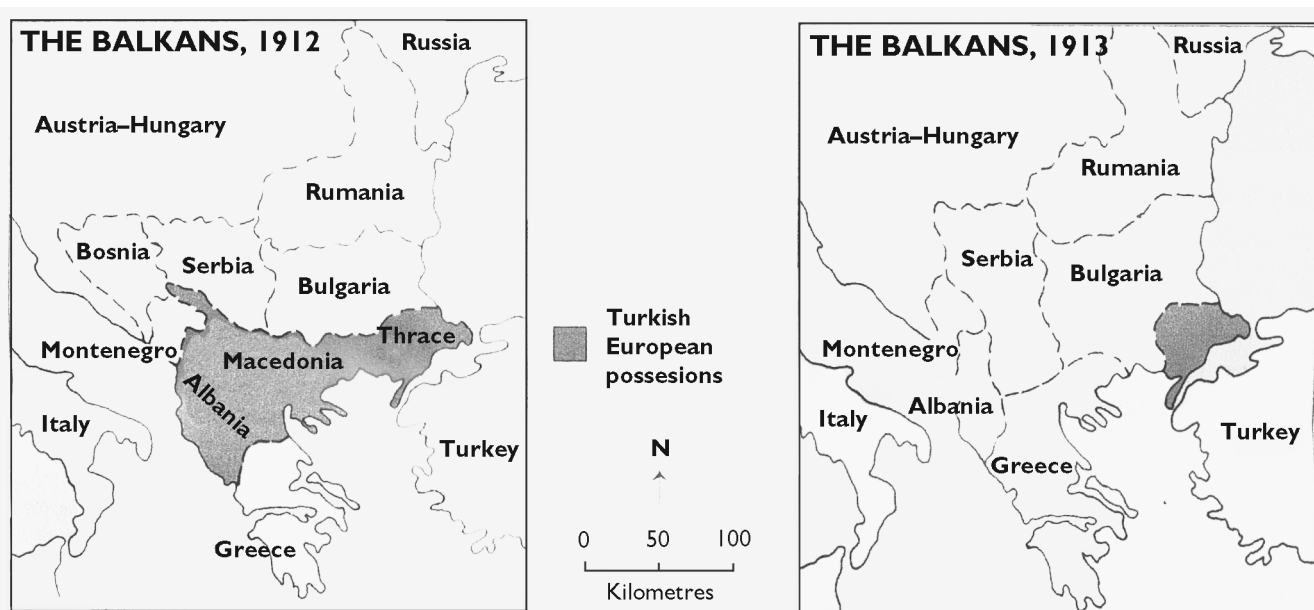 THE BALKANS, 1912
Russia
Austria–Hungary
Rumania
Bosnia
Serbia
Bulgaria
Thrace
Montenegro
Macedonia
Albania
Italy
Turkey
Greece
Turkish
European
possesions
N
0 50 100
Kilometres
THE BALKANS, 1913
Russia
Austria–Hungary
Rumania
Serbia
Bulgaria
Montenegro
Albania
Italy
Turkey
Greece